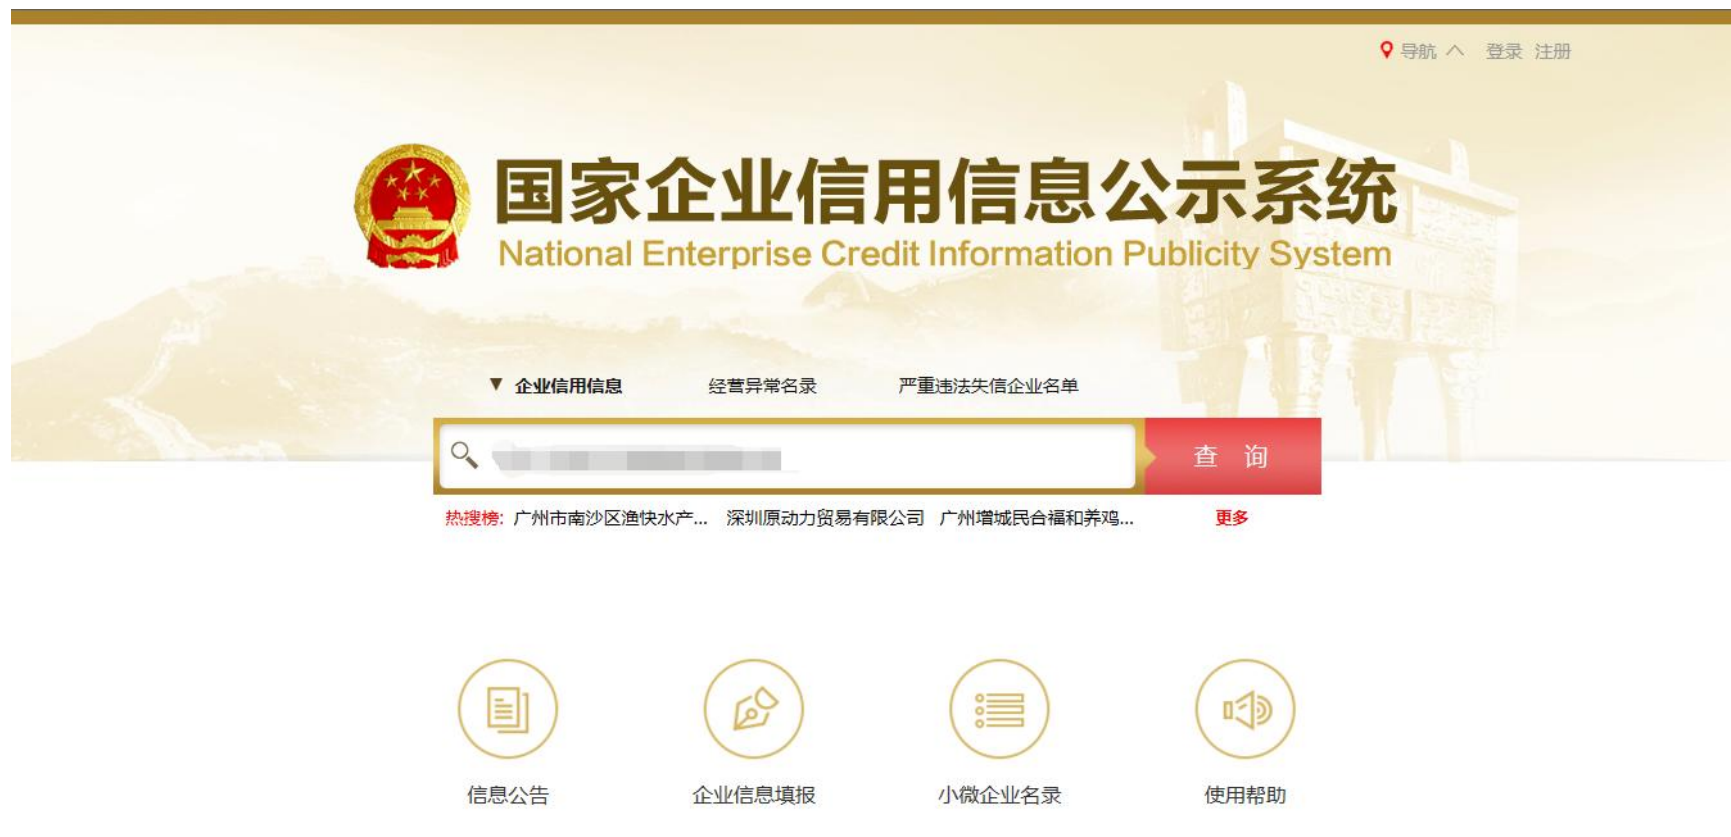 导航 登录 注册
国家企业信用信息公示系统
National Enterprise Credit Information Publicity System
企业信用信息 经营异常名录 严重违法失信企业名单
查 询
热搜榜: 广州市南沙区渔快水产... 深圳原动力贸易有限公司 广州增城民合福和养鸡... 更多
信息公告 企业信息填报 小微企业名录 使用帮助